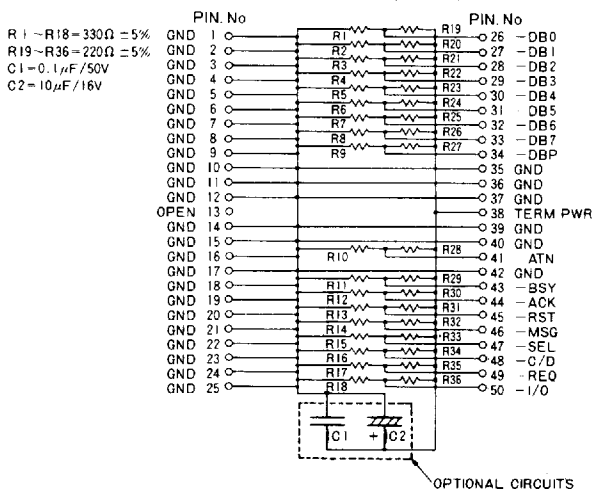 PIN. No
PIN. No
R1~R18=330Ω ±5%
R19~R36=220Ω ±5%
C1=0.1μF/50V
C2=10μF/16V
GND 1 R1 R19 26 -DB0
GND 2 R2 R20 27 -DB1
GND 3 R3 R21 28 -DB2
GND 4 R4 R22 29 -DB3
GND 5 R5 R23 30 -DB4
GND 6 R6 R24 31 -DB5
GND 7 R7 R25 32 -DB6
GND 8 R8 R26 33 -DB7
GND 9 R9 R27 34 -DBP
GND 10 35 GND
GND 11 36 GND
GND 12 37 GND
OPEN 13 38 TERM PWR
GND 14 39 GND
GND 15 40 GND
GND 16 R10 R28 41 ATN
GND 17 42 GND
GND 18 R11 R29 43 -BSY
GND 19 R12 R30 44 -ACK
GND 20 R13 R31 45 -RST
GND 21 R14 R32 46 -MSG
GND 22 R15 R33 47 -SEL
GND 23 R16 R34 48 -C/D
GND 24 R17 R35 49 -REQ
GND 25 R18 R36 50 -I/O
C1 + C2
OPTIONAL CIRCUITS